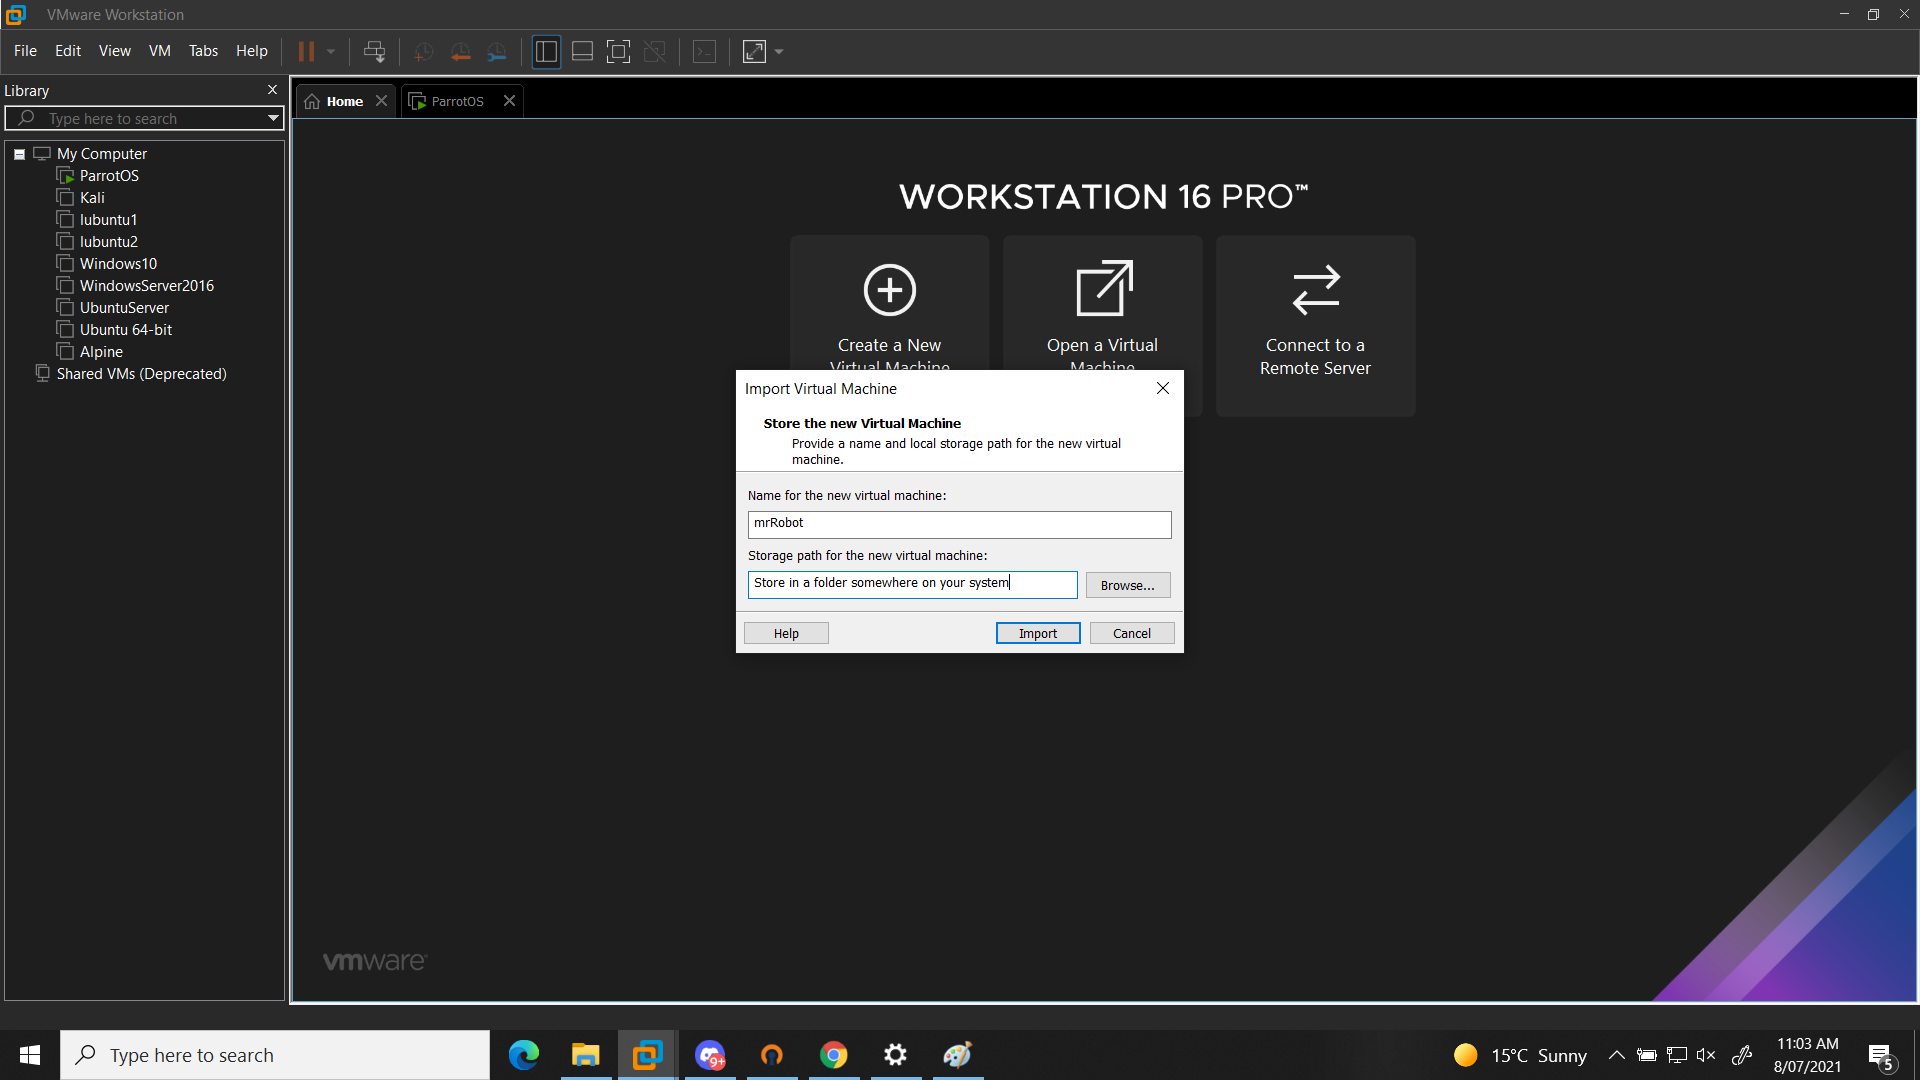 VMware Workstation
File Edit View VM Tabs Help
Library
Type here to search
Home
ParrotOS
My Computer
ParrotOS
Kali
lubuntu1
lubuntu2
Windows10
WindowsServer2016
UbuntuServer
Ubuntu 64-bit
Alpine
Shared VMs (Deprecated)
WORKSTATION 16 PRO™
Create a New
Virtual Machine
Open a Virtual
Machine
Connect to a
Remote Server
Import Virtual Machine
Store the new Virtual Machine
Provide a name and local storage path for the new virtual
machine.
Name for the new virtual machine:
mrRobot
Storage path for the new virtual machine:
Store in a folder somewhere on your system
Browse...
Help
Import
Cancel
vmware
Type here to search
9+
15°C Sunny
11:03 AM
8/07/2021
5